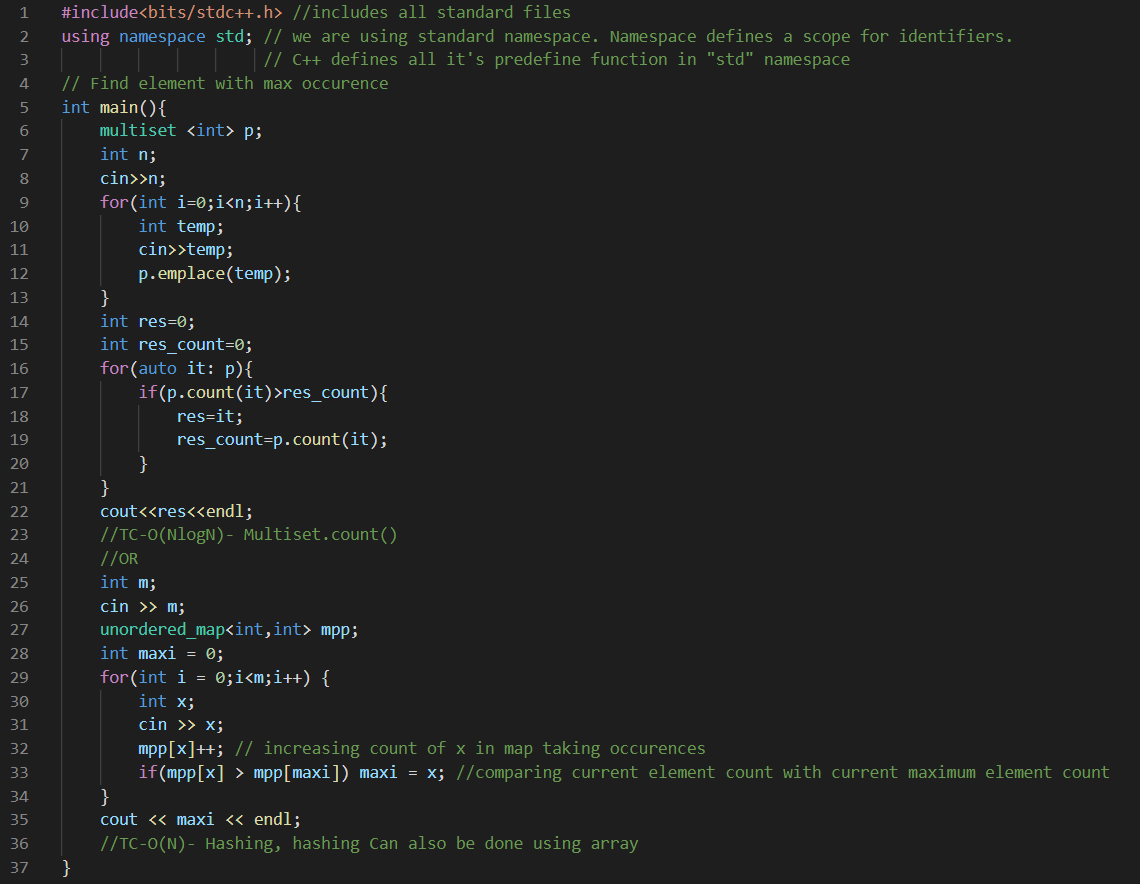 1 #include<bits/stdc++.h> //includes all standard files
2 using namespace std; // we are using standard namespace. Namespace defines a scope for identifiers.
3 // C++ defines all it's predefine function in "std" namespace
4 // Find element with max occurence
5 int main(){
6 multiset <int> p;
7 int n;
8 cin>>n;
9 for(int i=0;i<n;i++){
10 int temp;
11 cin>>temp;
12 p.emplace(temp);
13 }
14 int res=0;
15 int res_count=0;
16 for(auto it: p){
17 if(p.count(it)>res_count){
18 res=it;
19 res_count=p.count(it);
20 }
21 }
22 cout<<res<<endl;
23 //TC-O(NlogN)- Multiset.count()
24 //OR
25 int m;
26 cin >> m;
27 unordered_map<int,int> mpp;
28 int maxi = 0;
29 for(int i = 0;i<m;i++) {
30 int x;
31 cin >> x;
32 mpp[x]++; // increasing count of x in map taking occurences
33 if(mpp[x] > mpp[maxi]) maxi = x; //comparing current element count with current maximum element count
34 }
35 cout << maxi << endl;
36 //TC-O(N)- Hashing, hashing Can also be done using array
37 }